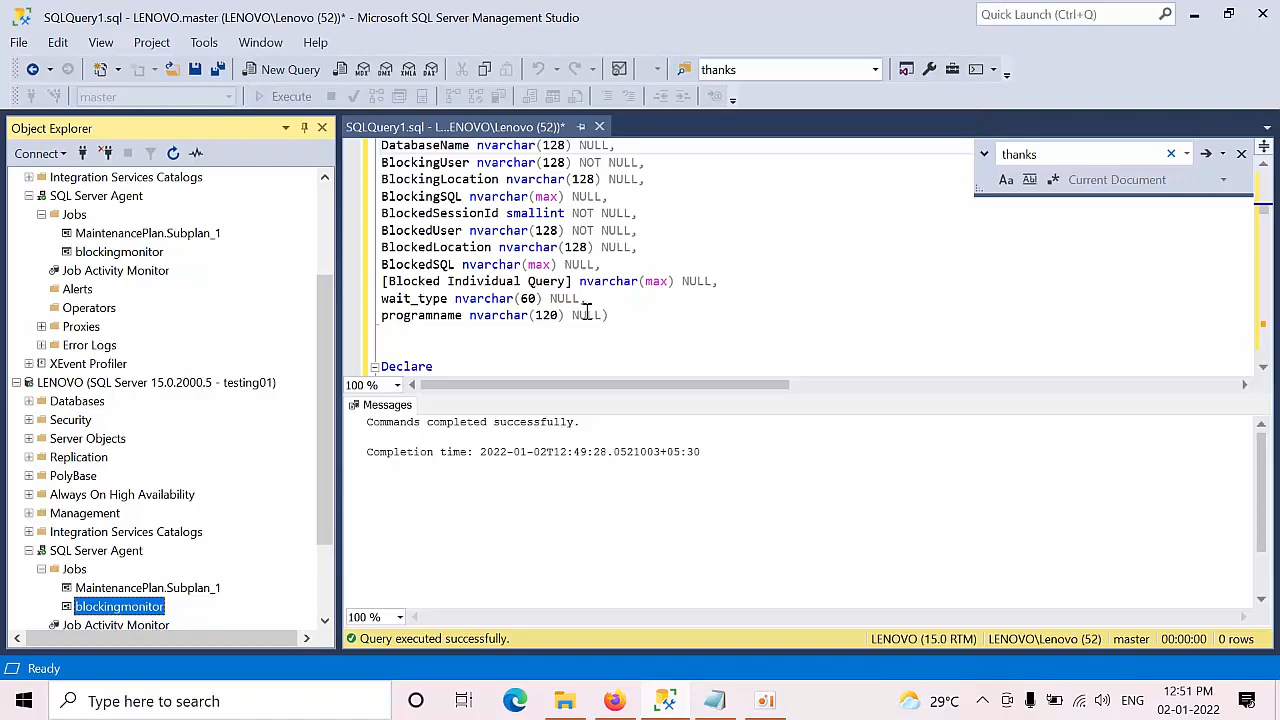 SQLQuery1.sql - LENOVO.master (LENOVO\Lenovo (52))* - Microsoft SQL Server Management Studio
Quick Launch (Ctrl+Q)
File Edit View Project Tools Window Help
New Query MDX DMX XMLA DAX thanks
master Execute
Object Explorer
SQLQuery1.sql - L...ENOVO\Lenovo (52))*
Connect
thanks
Aa Abl Current Document
Integration Services Catalogs
SQL Server Agent
Jobs
MaintenancePlan.Subplan_1
blockingmonitor
Job Activity Monitor
Alerts
Operators
Proxies
Error Logs
XEvent Profiler
LENOVO (SQL Server 15.0.2000.5 - testing01)
Databases
Security
Server Objects
Replication
PolyBase
Always On High Availability
Management
Integration Services Catalogs
SQL Server Agent
Jobs
MaintenancePlan.Subplan_1
blockingmonitor
Job Activity Monitor
DatabaseName nvarchar(128) NULL,
BlockingUser nvarchar(128) NOT NULL,
BlockingLocation nvarchar(128) NULL,
BlockingSQL nvarchar(max) NULL,
BlockedSessionId smallint NOT NULL,
BlockedUser nvarchar(128) NOT NULL,
BlockedLocation nvarchar(128) NULL,
BlockedSQL nvarchar(max) NULL,
[Blocked Individual Query] nvarchar(max) NULL,
wait_type nvarchar(60) NULL,
programname nvarchar(120) NULL)
Declare
100 %
Messages
Commands completed successfully.
Completion time: 2022-01-02T12:49:28.0521003+05:30
100 %
Query executed successfully. LENOVO (15.0 RTM) LENOVO\Lenovo (52) master 00:00:00 0 rows
Ready
Type here to search 29°C ENG 12:51 PM
02-01-2022